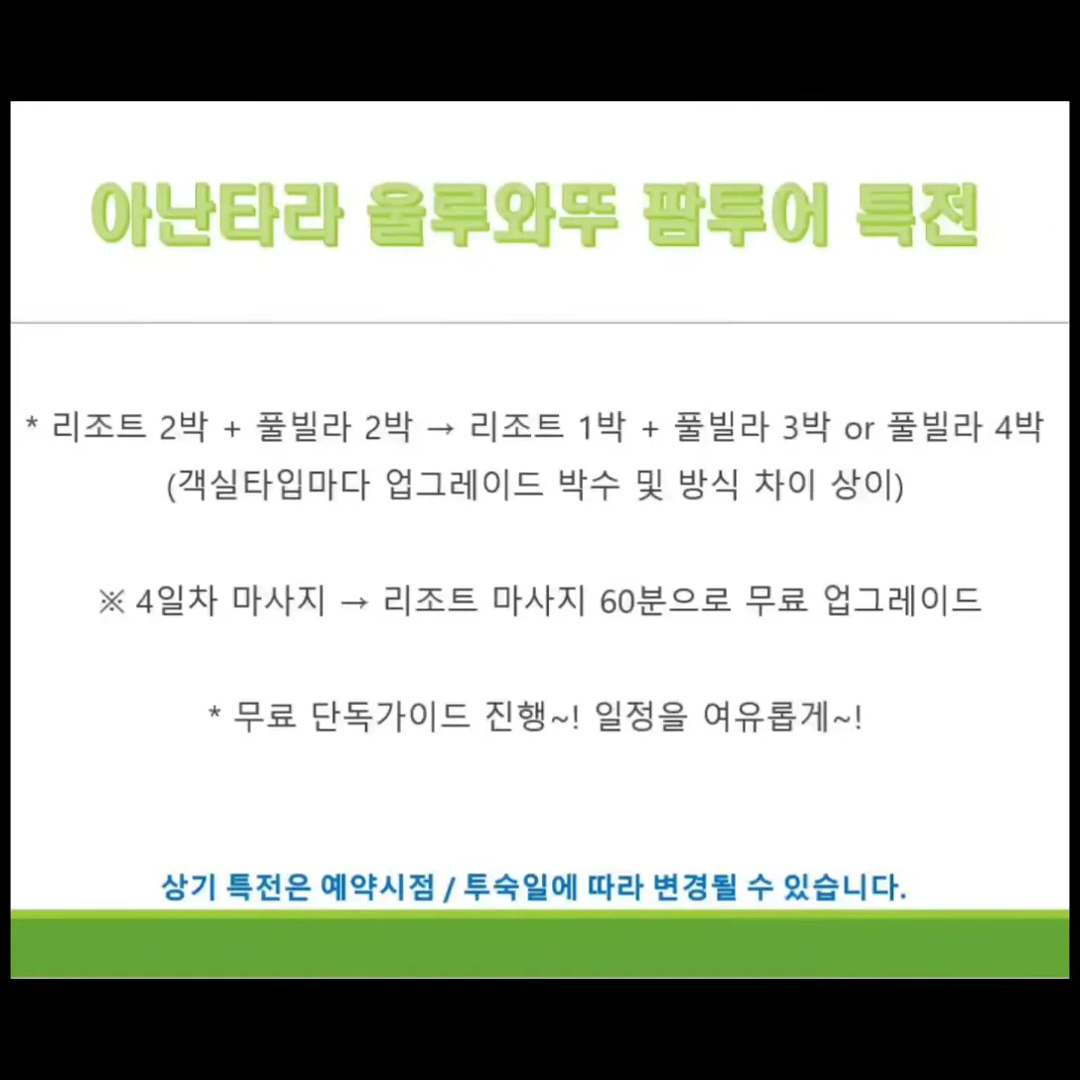 아난타라 울루와뚜 팜투어 특전
* 리조트 2박 + 풀빌라 2박 → 리조트 1박 + 풀빌라 3박 or 풀빌라 4박
(객실타입마다 업그레이드 박수 및 방식 차이 상이)
※ 4일차 마사지 → 리조트 마사지 60분으로 무료 업그레이드
* 무료 단독가이드 진행~! 일정을 여유롭게~!
상기 특전은 예약시점 / 투숙일에 따라 변경될 수 있습니다.